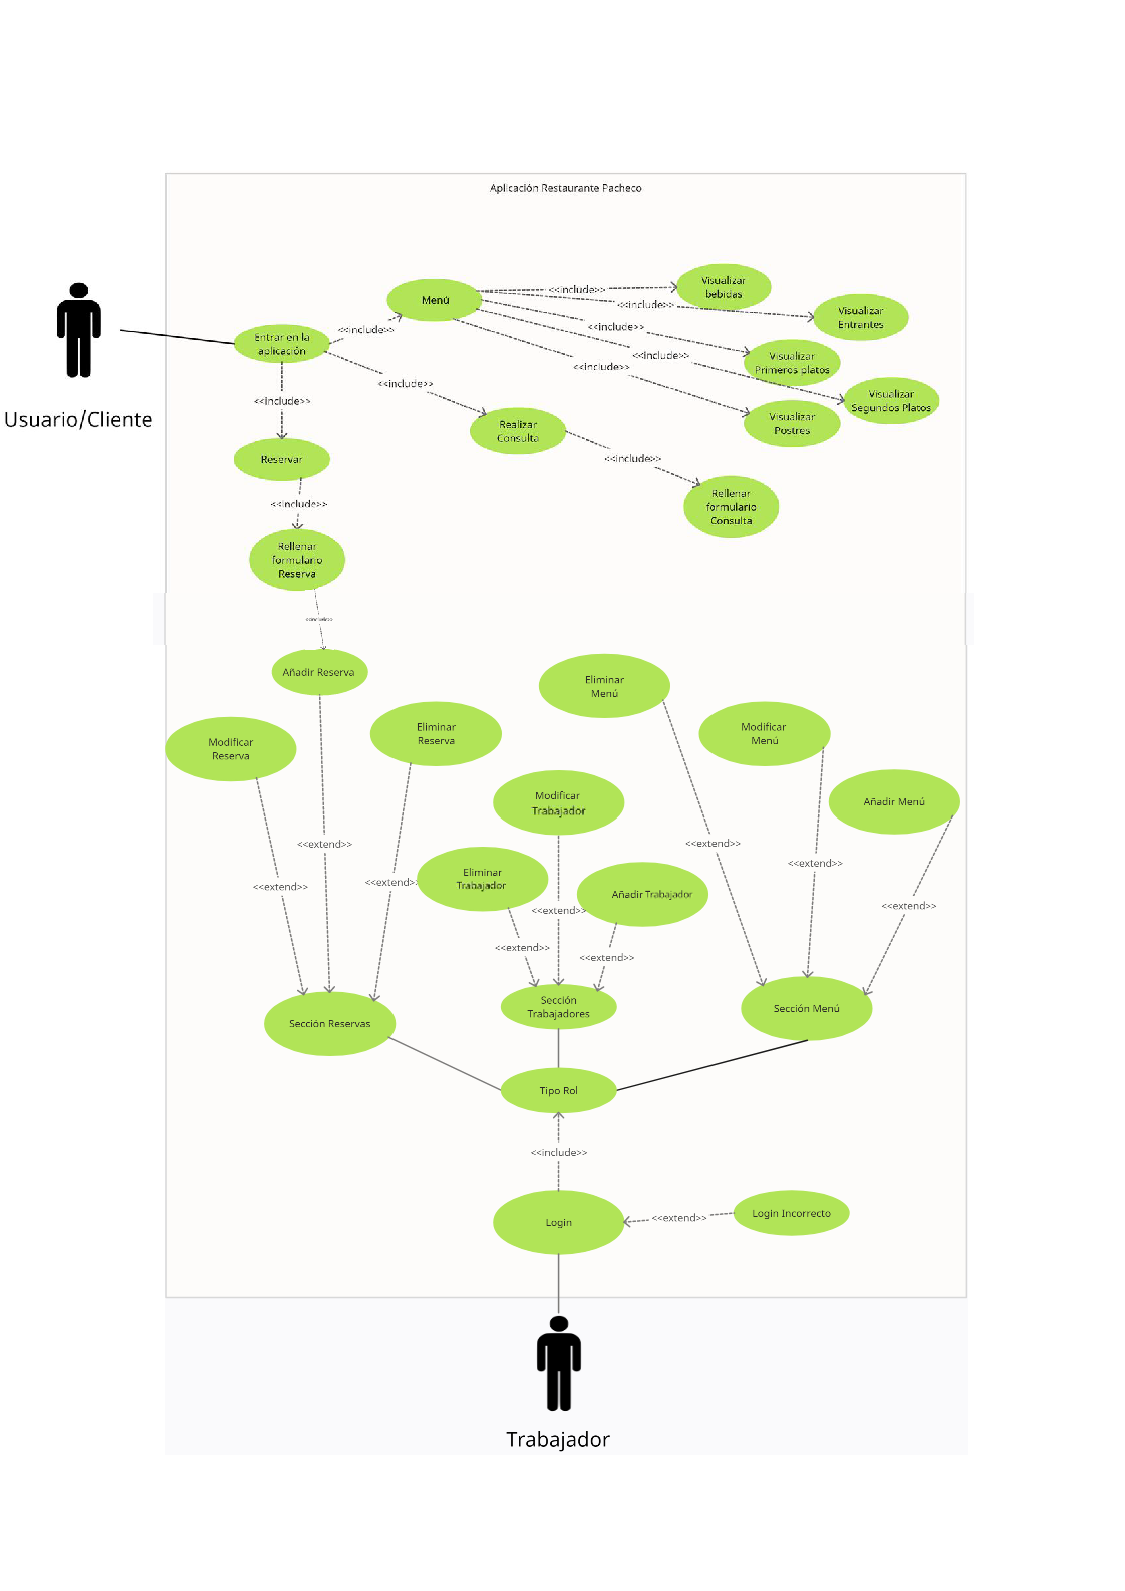 Aplicación Restaurante Pacheco
Visualizar
bebidas
Menú
<<include>>
<<include>>
Visualizar
Entrantes
<<include>>
<<include>>
Entrar en la
aplicación
Visualizar
Primeros platos
<<include>>
<<include>>
<<include>>
Visualizar
Segundos Platos
<<include>>
Usuario/Cliente
Realizar
Consulta
Visualizar
Postres
Reservar
<<include>>
<<include>>
Rellenar
formulario
Consulta
Rellenar
formulario
Reserva
Añadir Reserva
Eliminar
Menú
Modificar
Reserva
Eliminar
Reserva
Modificar
Menú
Modificar
Trabajador
Añadir Menú
<<extend>>
<<extend>>
<<extend>>
Eliminar
Trabajador
<<extend>>
<<extend>>
Añadir Trabajador
<<extend>>
<<extend>>
<<extend>>
<<extend>>
Sección Reservas
Sección
Trabajadores
Sección Menú
Tipo Rol
<<include>>
Login
<<extend>>
Login Incorrecto
Trabajador